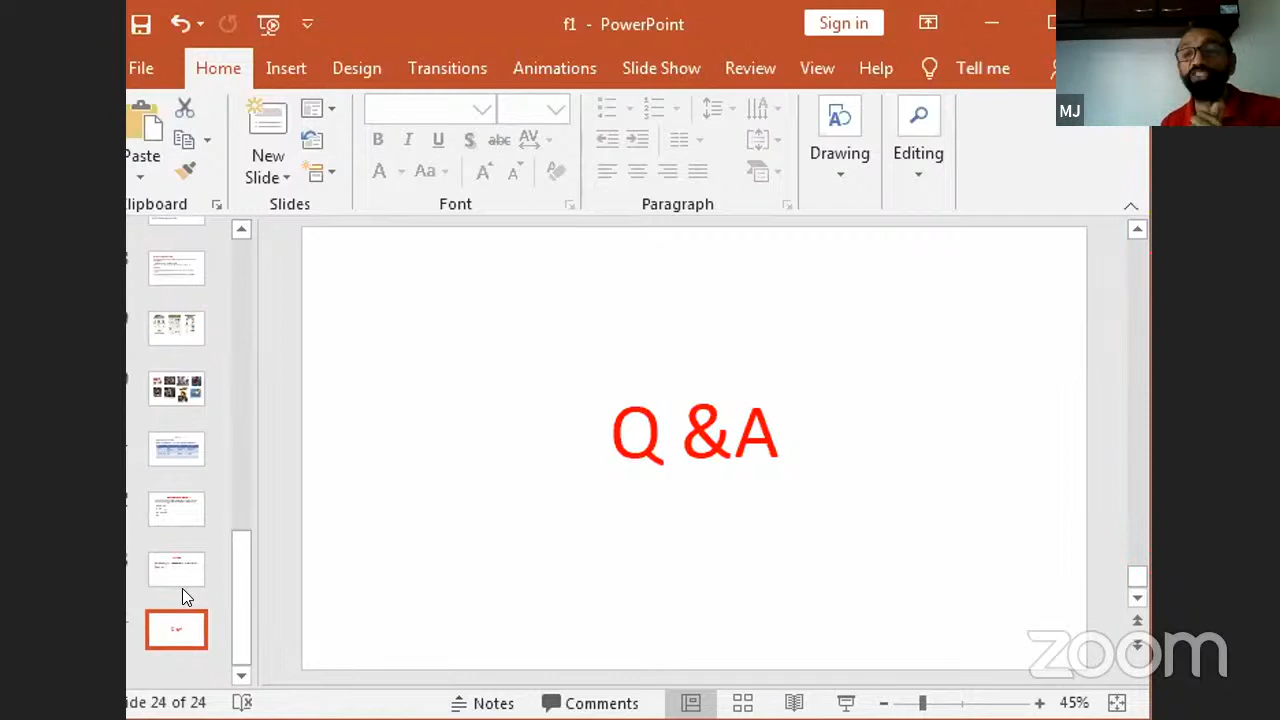 f1 - PowerPoint
Sign in
File Home Insert Design Transitions Animations Slide Show Review View Help Tell me
MJ
Paste
New
Slide
Drawing
Editing
lipboard
Slides
Font
Paragraph
Q &A
zoom
ide 24 of 24
Notes
Comments
45%